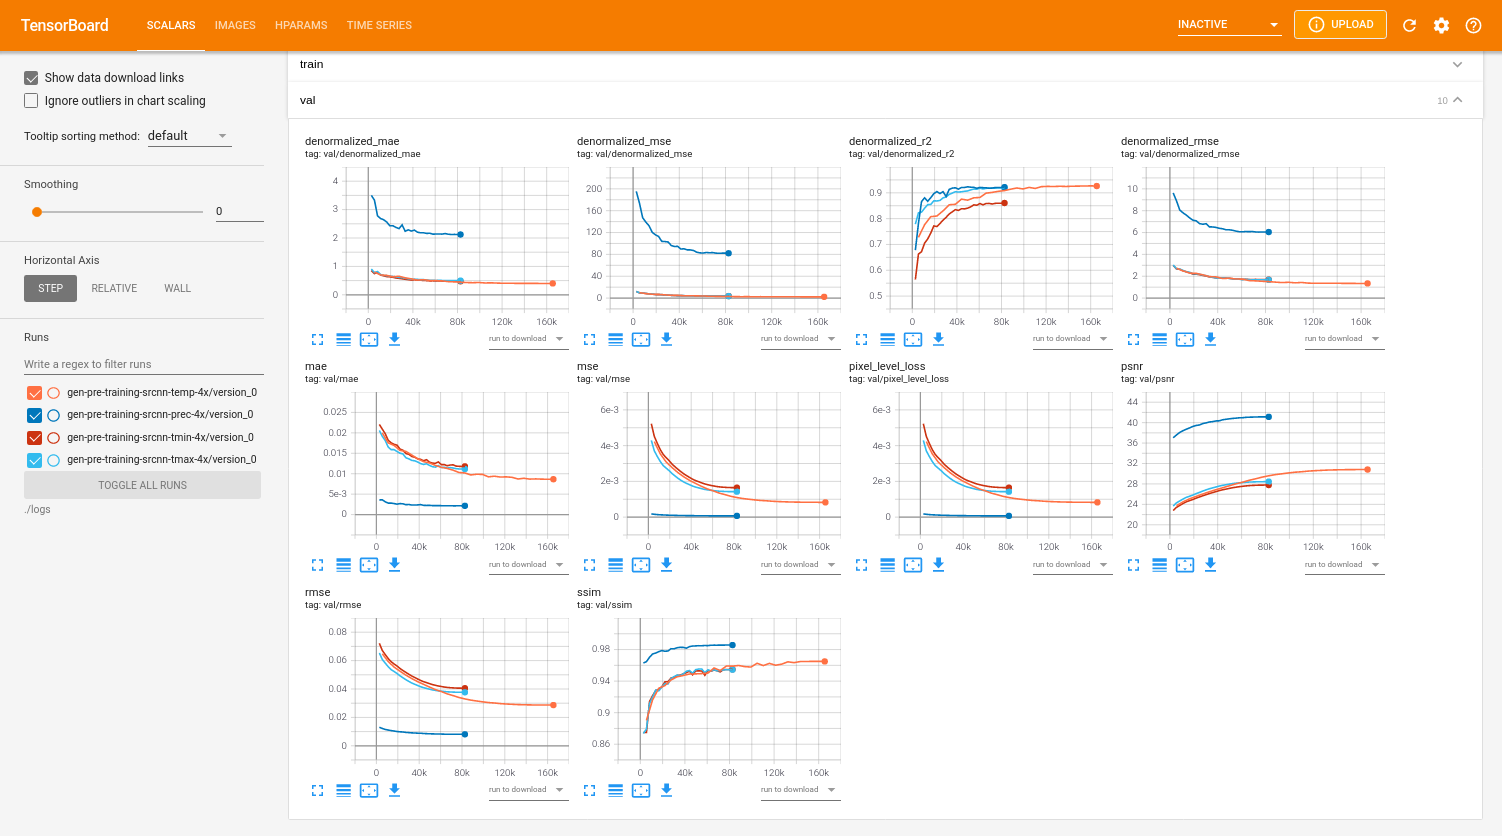 TensorBoard
SCALARS IMAGES HPARAMS TIME SERIES
INACTIVE
UPLOAD
Show data download links
Ignore outliers in chart scaling
Tooltip sorting method: default
Smoothing
0
Horizontal Axis
STEP RELATIVE WALL
Runs
Write a regex to filter runs
gen-pre-training-srcnn-temp-4x/version_0
gen-pre-training-srcnn-prec-4x/version_0
gen-pre-training-srcnn-tmin-4x/version_0
gen-pre-training-srcnn-tmax-4x/version_0
TOGGLE ALL RUNS
./logs
train
val 10
denormalized_mae
tag: val/denormalized_mae
4
3
2
1
0
0 40k 80k 160k
run to download
denormalized_mse
tag: val/denormalized_mse
200
160
120
80
40
0
0 40k 120k 160k
run to download
denormalized_r2
tag: val/denormalized_r2
0.9
0.8
0.7
0.6
0.5
0 40k 80k 120k 160k
run to download
denormalized_rmse
tag: val/denormalized_rmse
10
8
6
4
2
0
0 40k 80k 120k 160k
run to download
mae
tag: val/mae
0.025
0.02
0.015
0.01
5e-3
0
0 40k 80k 160k
run to download
mse
tag: val/mse
6e-3
4e-3
2e-3
0
0 40k 80k 120k 160k
run to download
pixel_level_loss
tag: val/pixel_level_loss
6e-3
4e-3
2e-3
0
0 40k 80k 120k 160k
run to download
psnr
tag: val/psnr
44
40
36
32
28
24
20
0 40k 80k 120k 160k
run to download
rmse
tag: val/rmse
0.08
0.06
0.04
0.02
0
0 40k 80k 120k 160k
run to download
ssim
tag: val/ssim
0.98
0.94
0.9
0.86
0 40k 80k 120k 160k
run to download